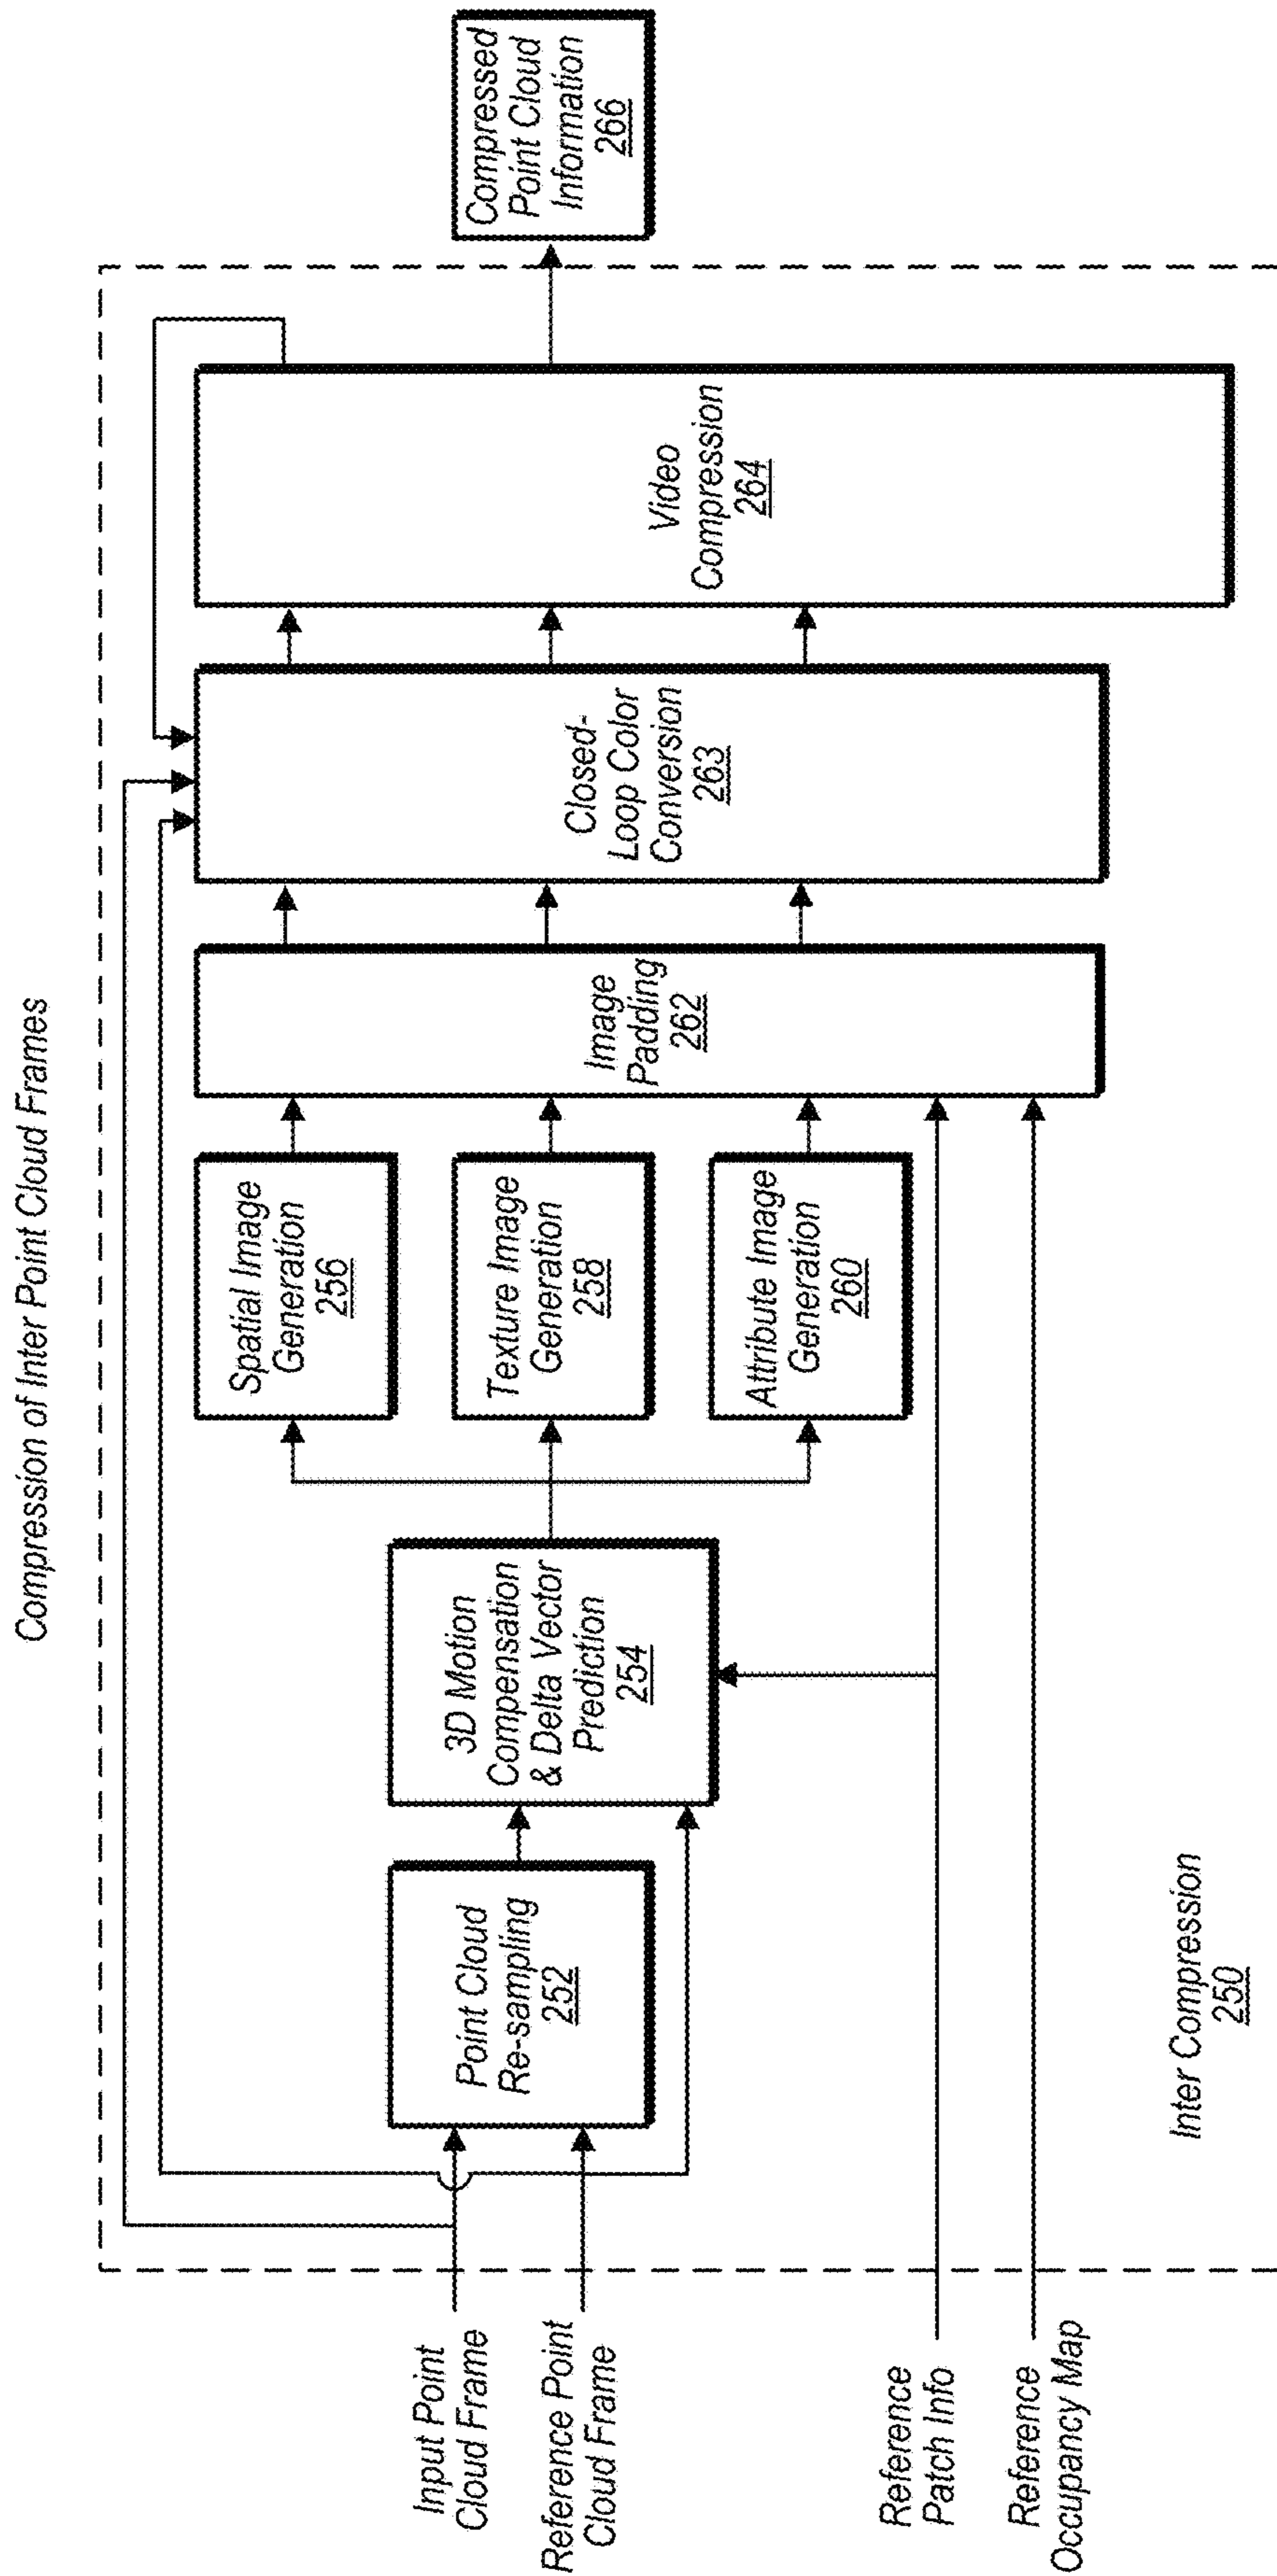 Compression of Inter Point Cloud Frames
Input Point
Cloud Frame
Reference Point
Cloud Frame
Reference
Patch Info
Reference
Occupancy Map
Point Cloud
Re-sampling
252
3D Motion
Compensation
& Delta Vector
Prediction
254
Spatial Image
Generation
256
Texture Image
Generation
258
Attribute Image
Generation
260
Image
Padding
262
Closed-
Loop Color
Conversion
263
Video
Compression
264
Compressed
Point Cloud
Information
266
Inter Compression
250